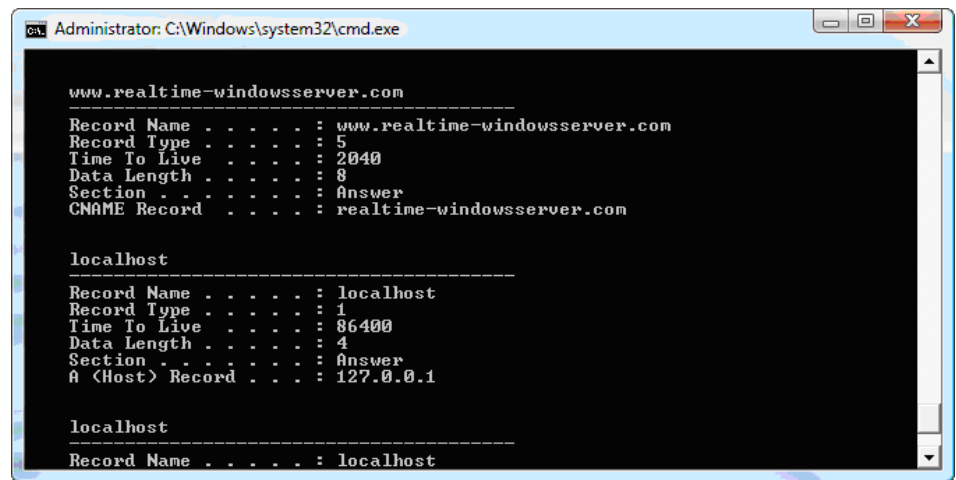 Administrator: C:\Windows\system32\cmd.exe
www.realtime-windowsserver.com
----------------------------------------
Record Name . . . . . : www.realtime-windowsserver.com
Record Type . . . . . : 5
Time To Live  . . . . : 2040
Data Length . . . . . : 8
Section . . . . . . . : Answer
CNAME Record  . . . . : realtime-windowsserver.com
localhost
----------------------------------------
Record Name . . . . . : localhost
Record Type . . . . . : 1
Time To Live  . . . . : 86400
Data Length . . . . . : 4
Section . . . . . . . : Answer
A (Host) Record . . . : 127.0.0.1
localhost
----------------------------------------
Record Name . . . . . : localhost